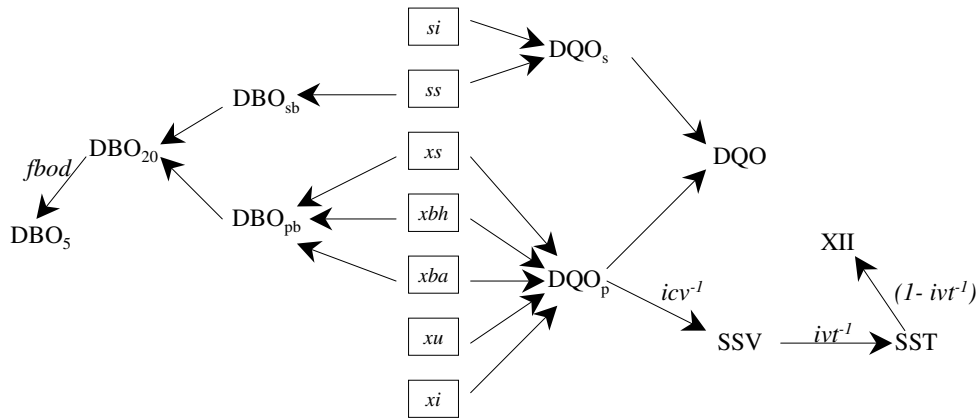 si
DQOs
ss
DBOsb
xs
DBO20
DQO
fbod
xbh
DBOpb
DBO5
XII
xba
DQOp
icv-1
(1- ivt-1)
xu
SSV
ivt-1
SST
xi